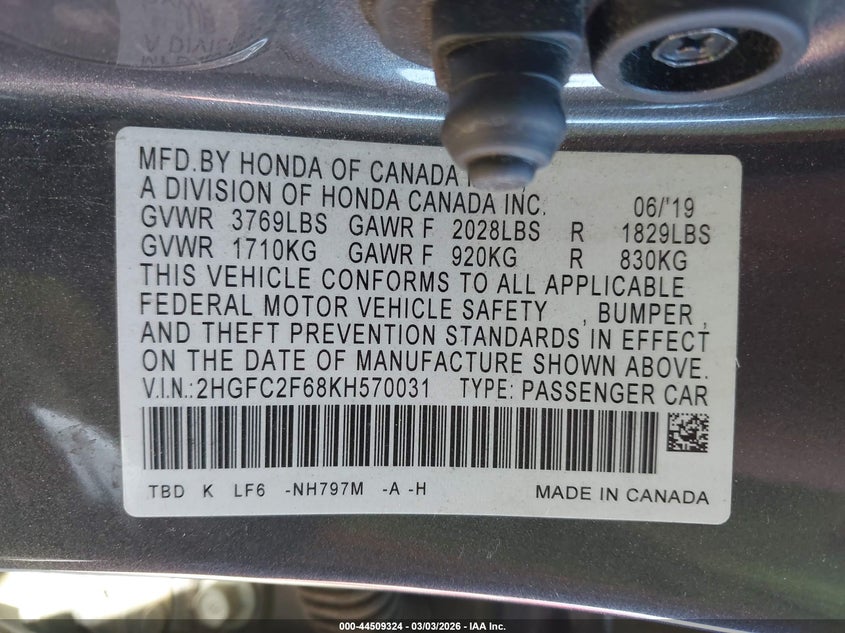 A DIVISI
MFD.BY HONDA OF CANADA
A DIVISION OF HONDA CANADA INC. 06/'19
GVWR 3769LBS GAWR F 2028LBS R 1829LBS
GVWR 1710KG GAWR F 920KG R 830KG
THIS VEHICLE CONFORMS TO ALL APPLICABLE
FEDERAL MOTOR VEHICLE SAFETY , BUMPER ,
AND THEFT PREVENTION STANDARDS IN EFFECT
ON THE DATE OF MANUFACTURE SHOWN ABOVE.
V.I.N.:2HGFC2F68KH570031 TYPE: PASSENGER CAR
TBD K LF6 -NH797M -A -H MADE IN CANADA
000-44509324 - 03/03/2026 - IAA Inc.